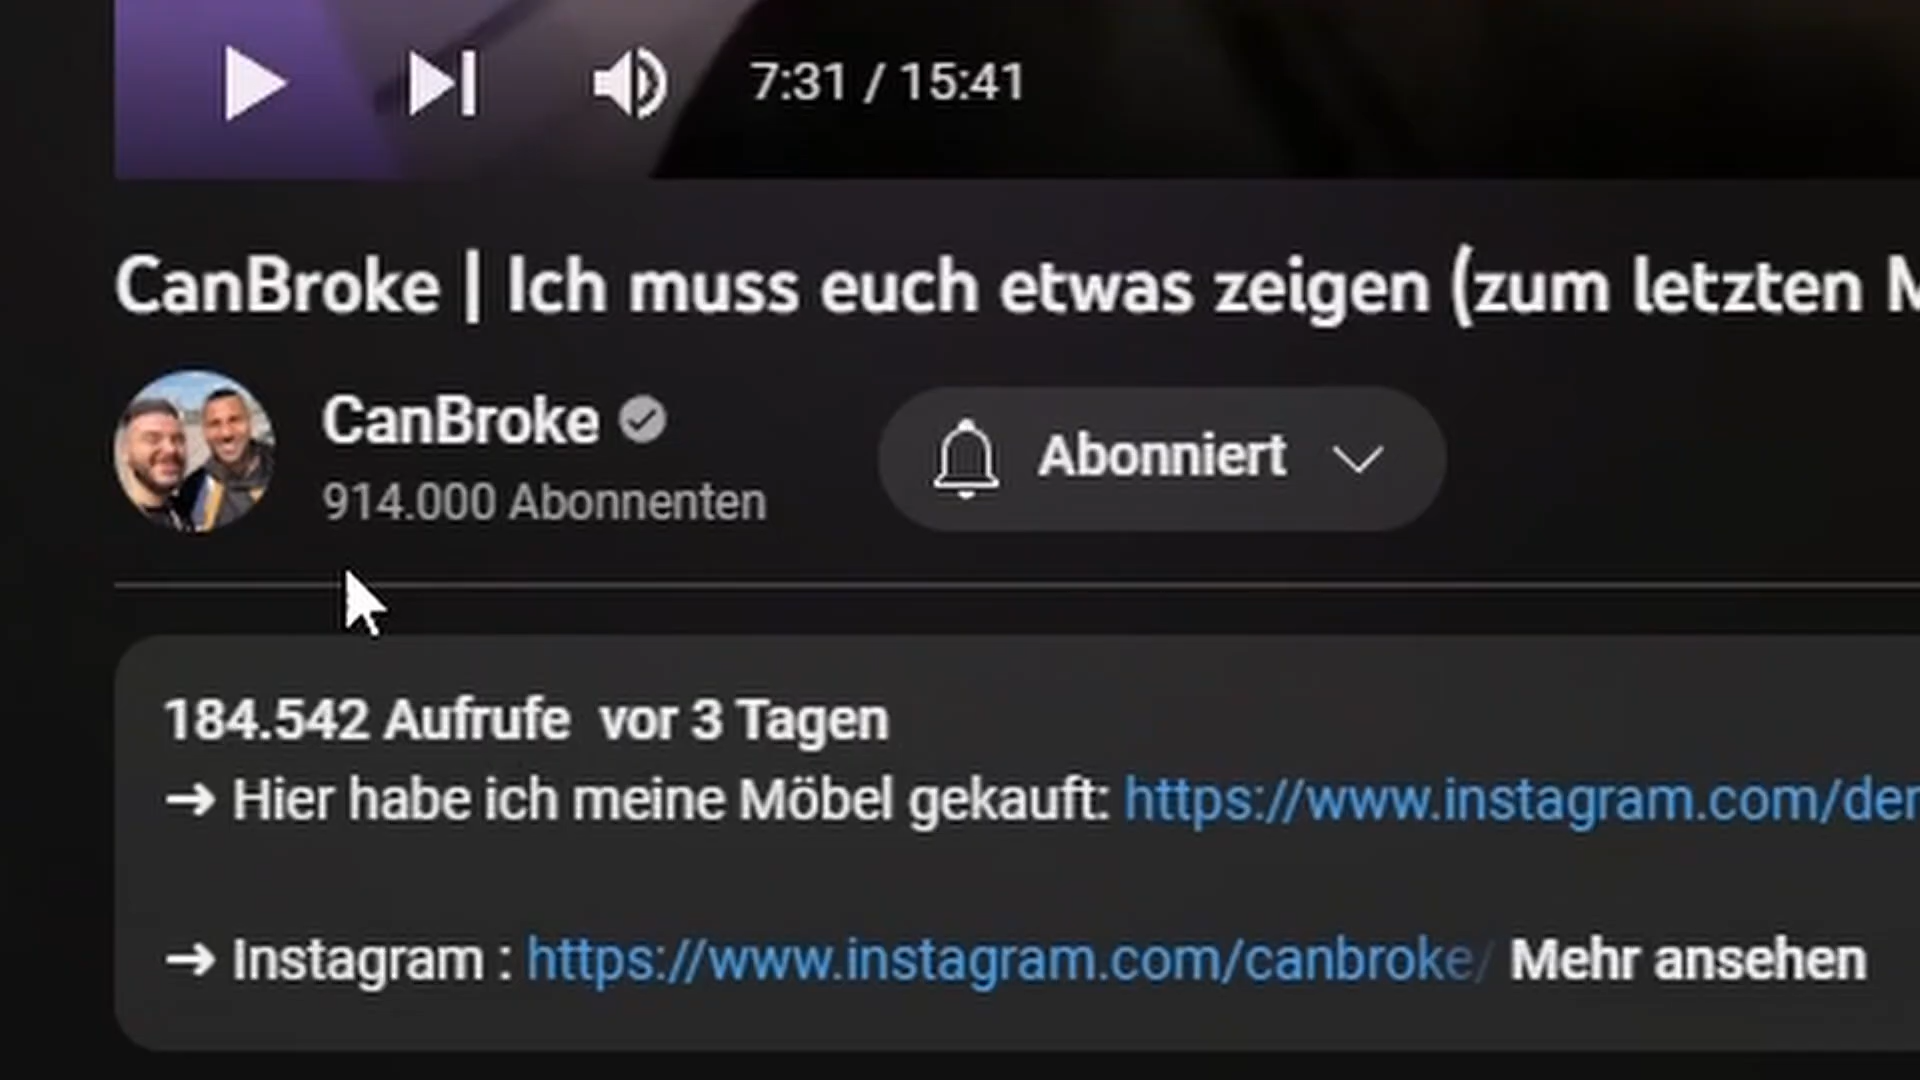 7:31 / 15:41
CanBroke | Ich muss euch etwas zeigen (zum letzten M
CanBroke
914.000 Abonnenten
Abonniert
184.542 Aufrufe vor 3 Tagen
➞ Hier habe ich meine Möbel gekauft: https://www.instagram.com/der
➞ Instagram : https://www.instagram.com/canbroke/ Mehr ansehen